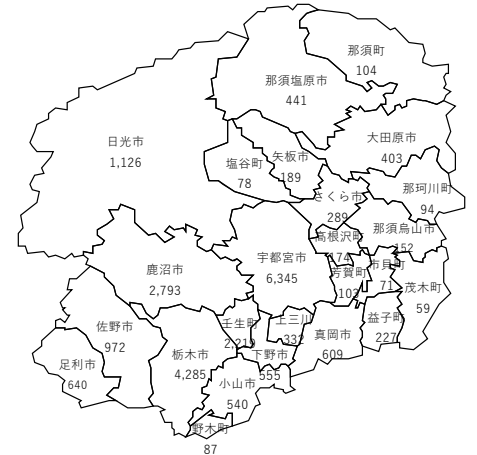 那須町
104
那須塩原市
441
日光市
1,126
大田原市
403
塩谷町
78
矢板市
189
さくら市
289
那珂川町
94
那須烏山市
152
高根沢町
174
宇都宮市
6,345
鹿沼市
2,793
芳賀町
103
市貝町
71
茂木町
59
佐野市
972
壬生町
2,219
上三川
332
真岡市
609
益子町
227
足利市
640
栃木市
4,285
下野市
555
小山市
540
野木町
87